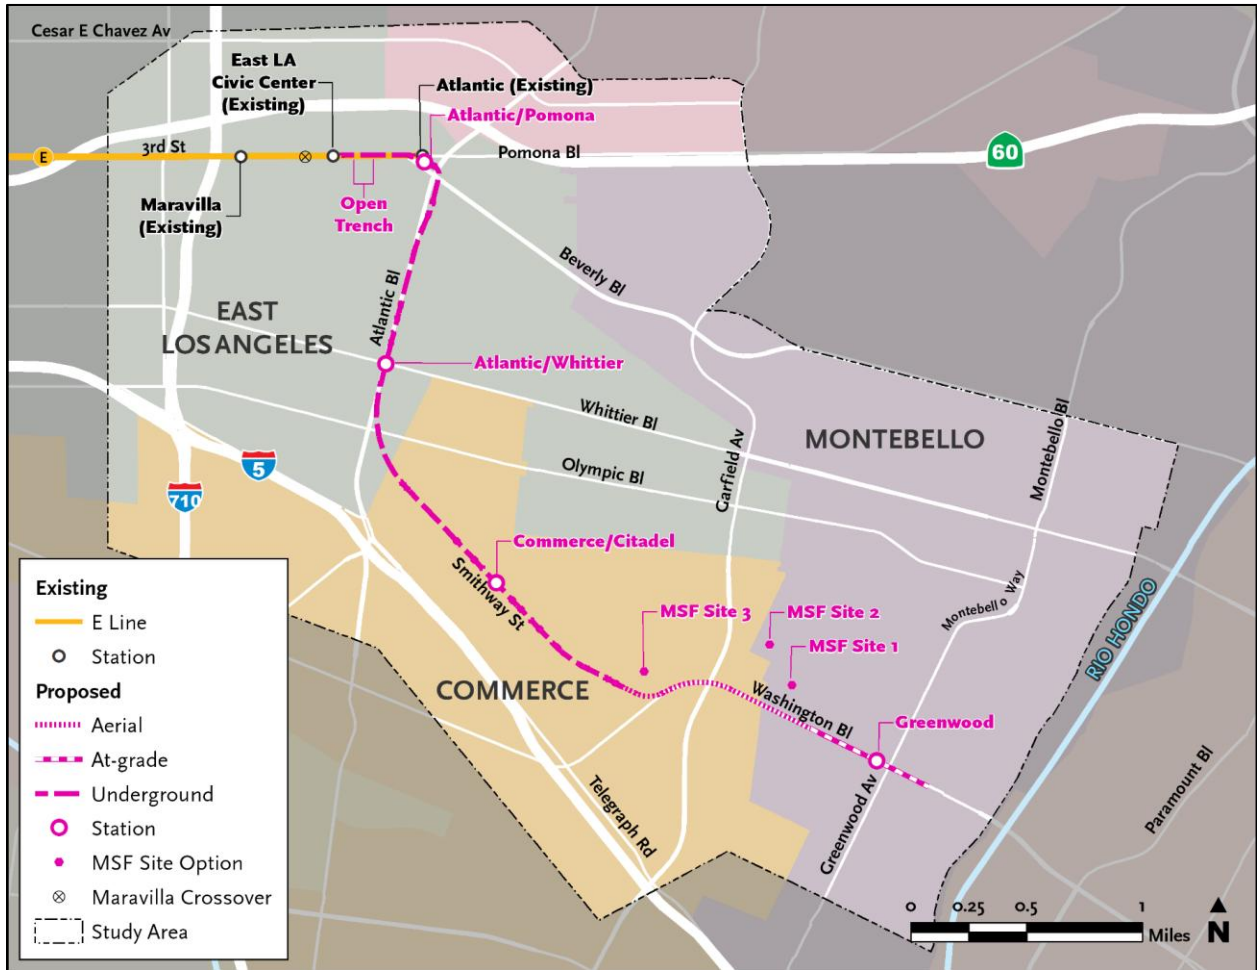 Cesar E Chavez Av
East LA
Civic Center
(Existing)
Atlantic (Existing)
Atlantic/Pomona
E
3rd St
Pomona Bl
60
Maravilla
(Existing)
Open
Trench
Beverly Bl
Atlantic Bl
EAST
LOS ANGELES
Atlantic/Whittier
Whittier Bl
MONTEBELLO
Montebello Bl
Olympic Bl
Garfield Av
5
710
Commerce/Citadel
Smithway St
MSF Site 3
MSF Site 2
MSF Site 1
Montebello Way
RIO HONDO
COMMERCE
Washington Bl
Greenwood
Telegraph Rd
Greenwood Av
Paramount Bl
Existing
E Line
Station
Proposed
Aerial
At-grade
Underground
Station
MSF Site Option
Maravilla Crossover
Study Area
0 0.25 0.5 1
Miles
N